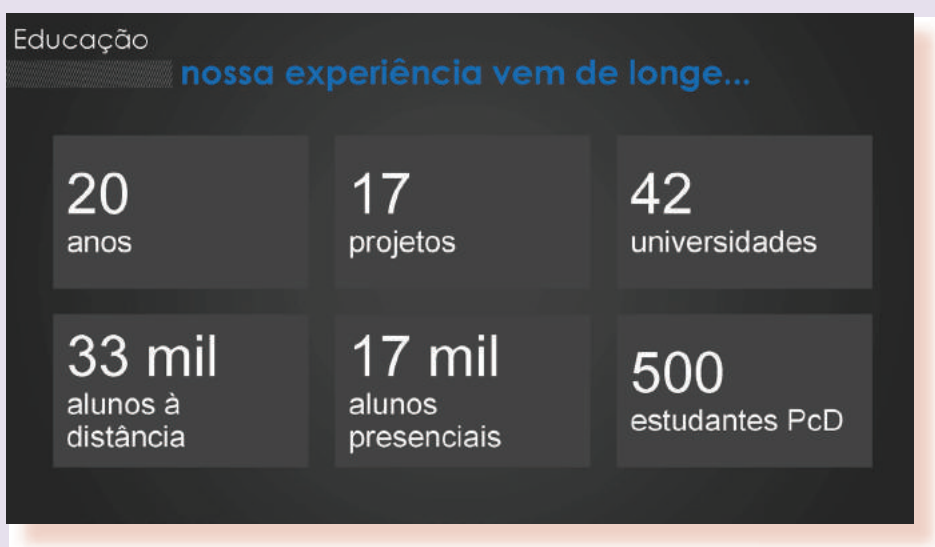 Educação
nossa experiência vem de longe...
20
anos
17
projetos
42
universidades
33 mil
alunos à
distância
17 mil
alunos
presenciais
500
estudantes PcD